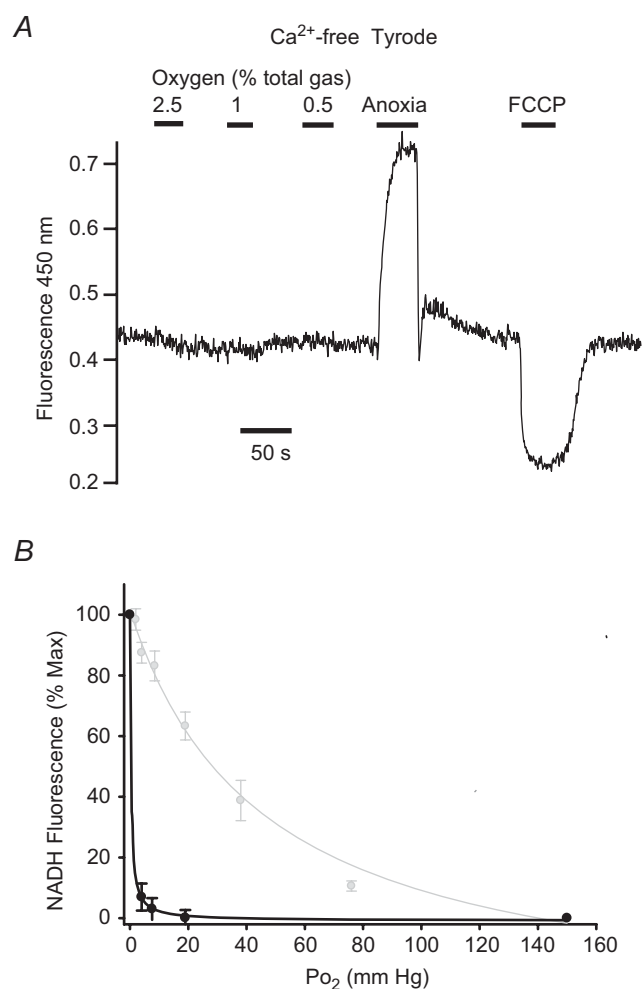 A
Ca²⁺-free Tyrode
Oxygen (% total gas)
2.5 1 0.5 Anoxia FCCP
0.7
0.6
0.5
0.4
0.3
0.2
Fluorescence 450 nm
50 s
B
100
80
60
40
20
0
NADH Fluorescence (% Max)
0 20 40 60 80 100 120 140 160
Po₂ (mm Hg)